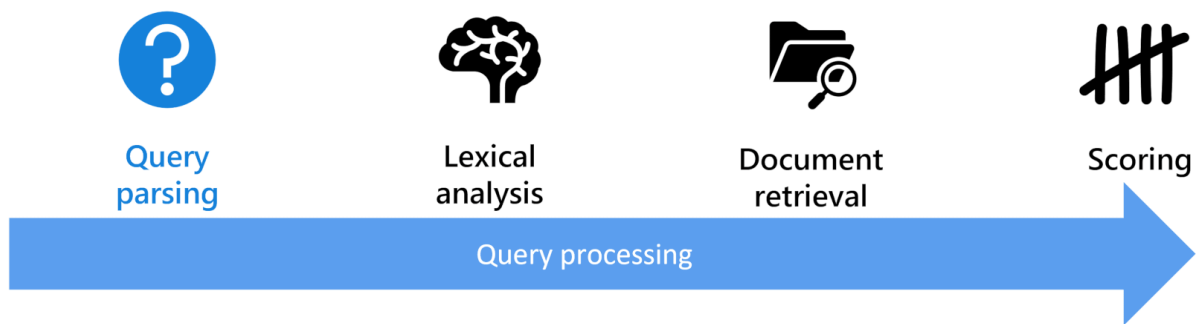 Query
parsing
Lexical
analysis
Document
retrieval
Scoring
Query processing